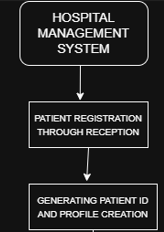 HOSPITAL
MANAGEMENT
SYSTEM
PATIENT REGISTRATION
THROUGH RECEPTION
GENERATING PATIENT ID
AND PROFILE CREATION